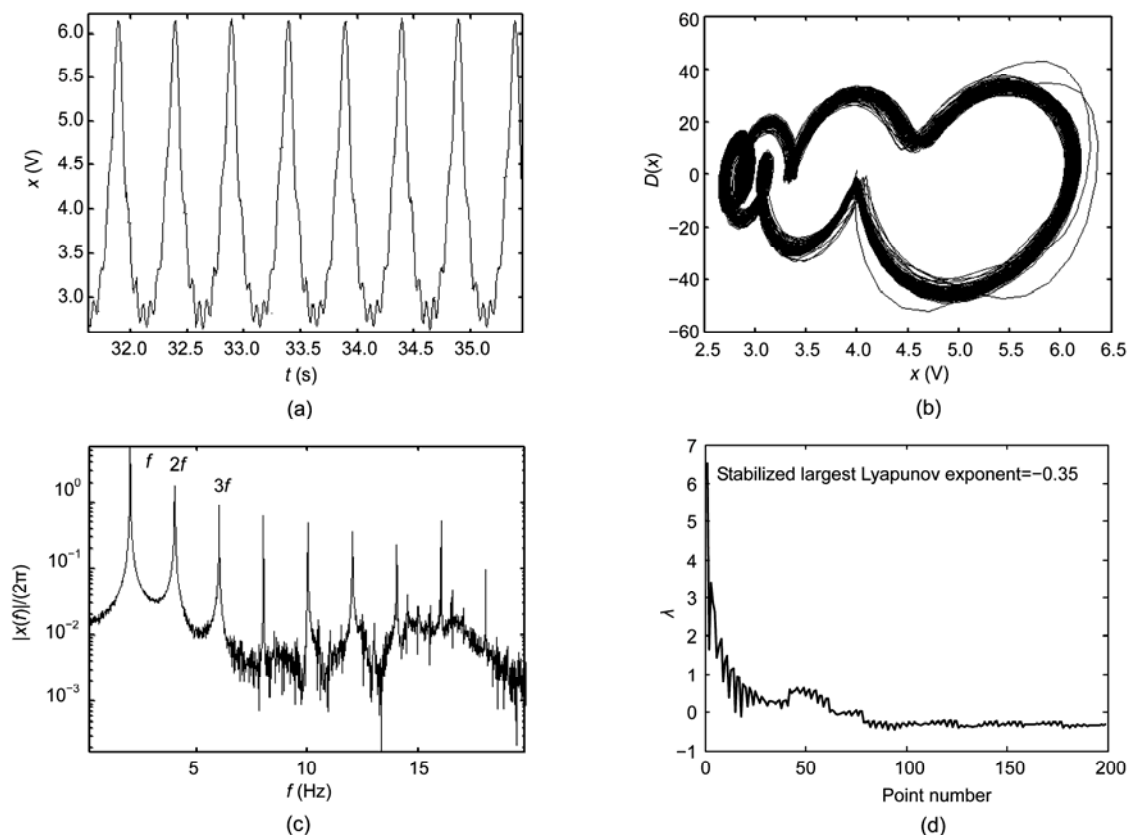 6.0
5.5
5.0
4.5
4.0
3.5
3.0
x (V)
32.0 32.5 33.0 33.5 33.9 34.4 34.7 35.0
t (s)
(a)
60
40
20
0
−20
−40
−60
D(x)
2.5 3.0 3.5 4.0 4.5 5.0 5.5 6.0 6.5
x (V)
(b)
f 2f 3f
10⁰
10⁻¹
10⁻²
10⁻³
|x(f)|/(2π)
5 10 15
f (Hz)
(c)
7
6
5
4
3
2
1
0
−1
λ
Stabilized largest Lyapunov exponent=−0.35
0 50 100 150 200
Point number
(d)